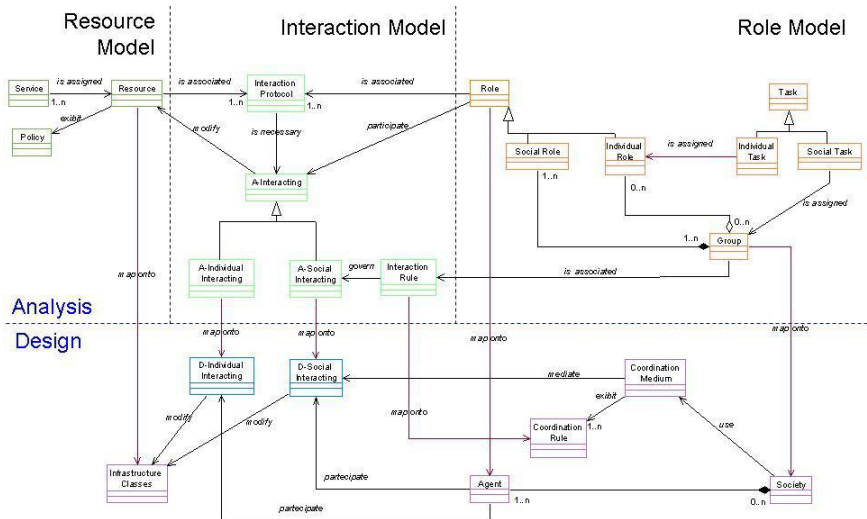 Resource
Model
Interaction Model
Role Model
Service
is assigned
1..n
Resource
is associated
1..n
Interaction
Protocol
1..n
is associated
Role
Task
exibit
Policy
modify
is necessary
participate
Social Role
1..n
Individual
Role
0..n
is assigned
Individual
Task
Social Task
A-Interacting
is assigned
0..n
1..n
Group
map onto
A-Individual
Interacting
A-Social
Interacting
govern
Interaction
Rule
is associated
Analysis
Design
map onto
map onto
map onto
map onto
D-Individual
Interacting
D-Social
Interacting
mediate
Coordination
Medium
map onto
exibit
1..n
use
modify
modify
Coordination
Rule
Infrastructure
Classes
partecipate
Agent
1..n
0..n
Society
partecipate